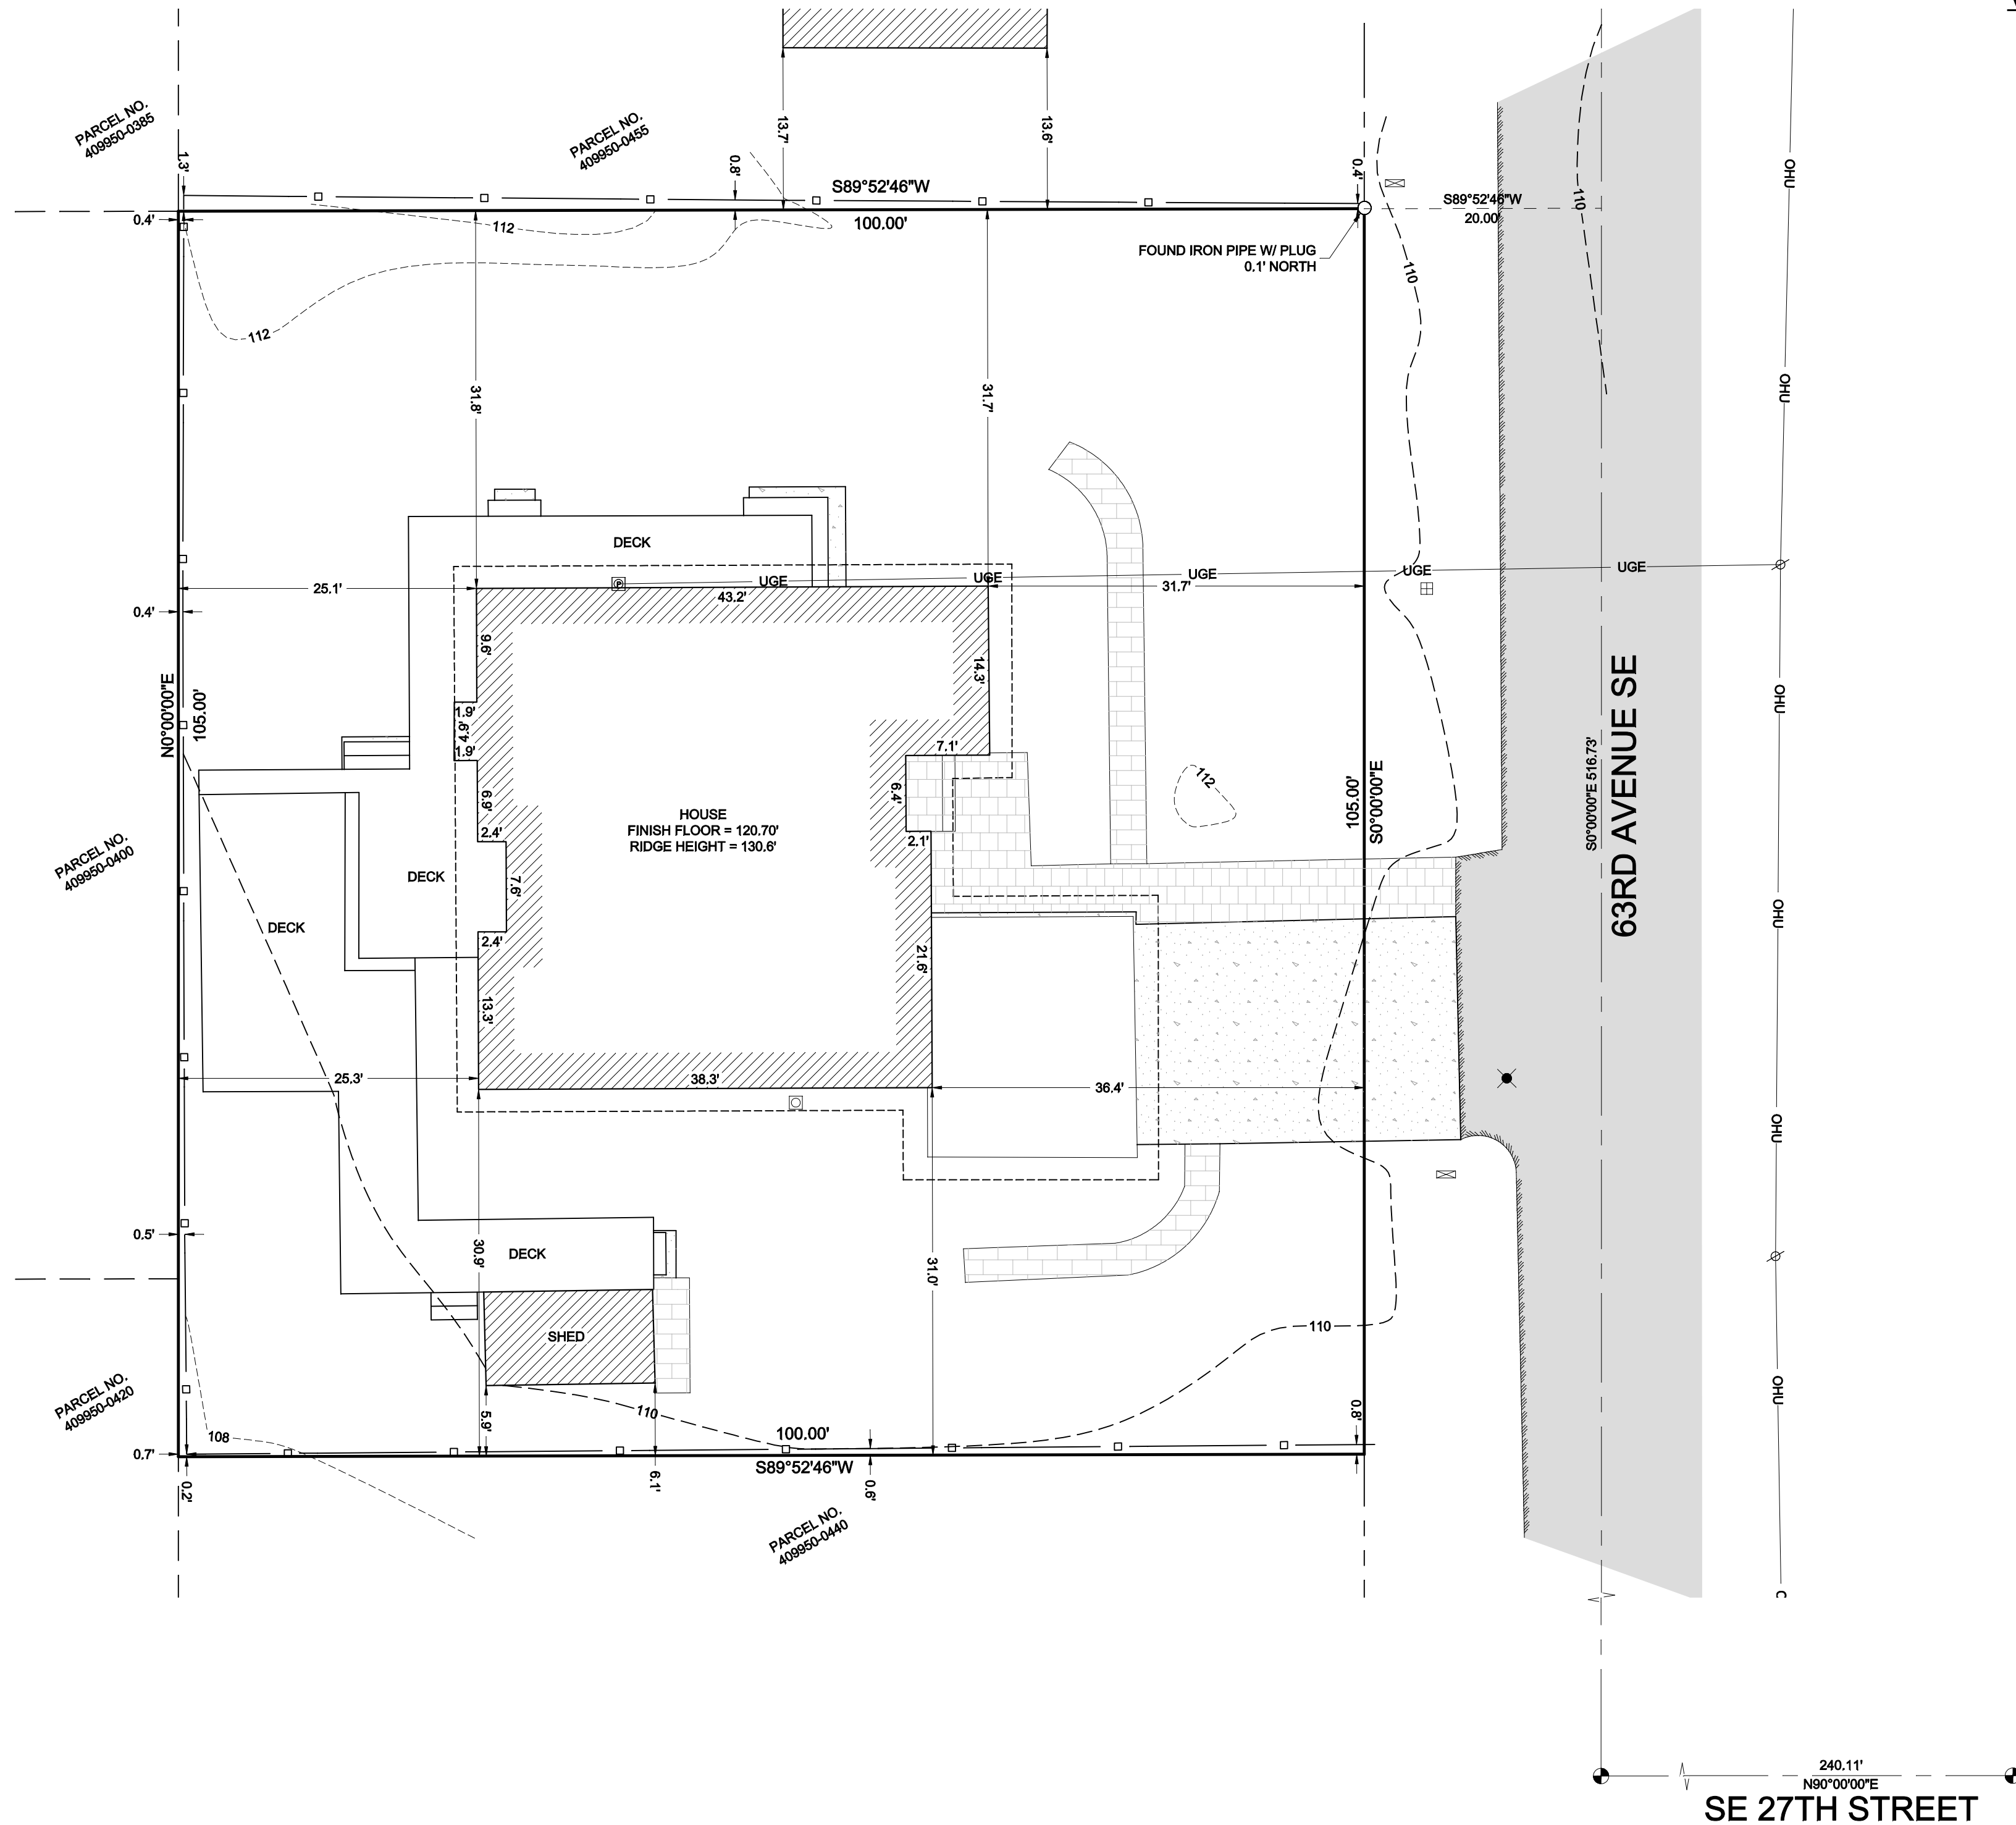 PARCEL NO.
409950-0385
PARCEL NO.
409950-0455
13.7'
13.6'
1.3'
0.8'
0.4'
S89°52'46"W
100.00'
S89°52'46"W
20.00'
0.4'
112
112
FOUND IRON PIPE W/ PLUG
0.1' NORTH
110
110
OHU
OHU
31.8'
31.7'
DECK
UGE
UGE
UGE
UGE
UGE
25.1'
43.2'
31.7'
0.4'
9.6'
14.3'
N0°00'00"E
105.00'
1.9'
4.9'
1.9'
7.1'
6.4'
112
6.9'
2.4'
HOUSE
FINISH FLOOR = 120.70'
RIDGE HEIGHT = 130.6'
2.1'
105.00'
S0°00'00"E
S0°00'00"E 516.73'
63RD AVENUE SE
OHU
PARCEL NO.
409950-0400
DECK
7.6'
DECK
2.4'
21.6'
OHU
13.3'
25.3'
38.3'
36.4'
OHU
0.5'
DECK
30.9'
31.0'
SHED
110
OHU
PARCEL NO.
409950-0420
5.9'
110
0.8'
108
100.00'
0.7'
S89°52'46"W
0.2'
6.1'
0.6'
PARCEL NO.
409950-0440
240.11'
N90°00'00"E
SE 27TH STREET